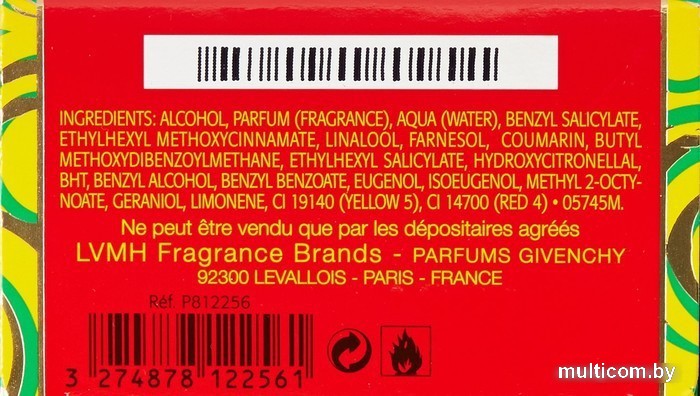 INGREDIENTS: ALCOHOL, PARFUM (FRAGRANCE), AQUA (WATER), BENZYL SALICYLATE,
ETHYLHEXYL METHOXYCINNAMATE, LINALOOL, FARNESOL, COUMARIN, BUTYL
METHOXYDIBENZOYLMETHANE, ETHYLHEXYL SALICYLATE, HYDROXYCITRONELLAL,
BHT, BENZYL ALCOHOL, BENZYL BENZOATE, EUGENOL, ISOEUGENOL, METHYL 2-OCTY-
NOATE, GERANIOL, LIMONENE, CI 19140 (YELLOW 5), CI 14700 (RED 4) • 05745M.
Ne peut être vendu que par les dépositaires agréés
LVMH Fragrance Brands - PARFUMS GIVENCHY
92300 LEVALLOIS - PARIS - FRANCE
Réf. P812256
3 274878 122561
multicom.by